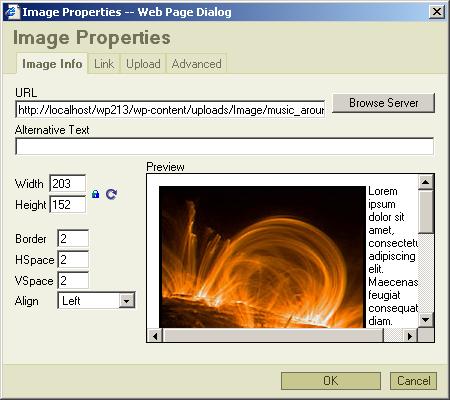 Image Properties -- Web Page Dialog
Image Properties
Image Info Link Upload Advanced
URL
http://localhost/wp213/wp-content/uploads/Image/music_aroun
Browse Server
Alternative Text
Width 203
Height 152
Border 2
HSpace 2
VSpace 2
Align Left
Preview
Lorem
ipsum
dolor sit
amet,
consectetu
adipiscing
elit.
Maecenas
feugiat
consequat
diam.
OK Cancel